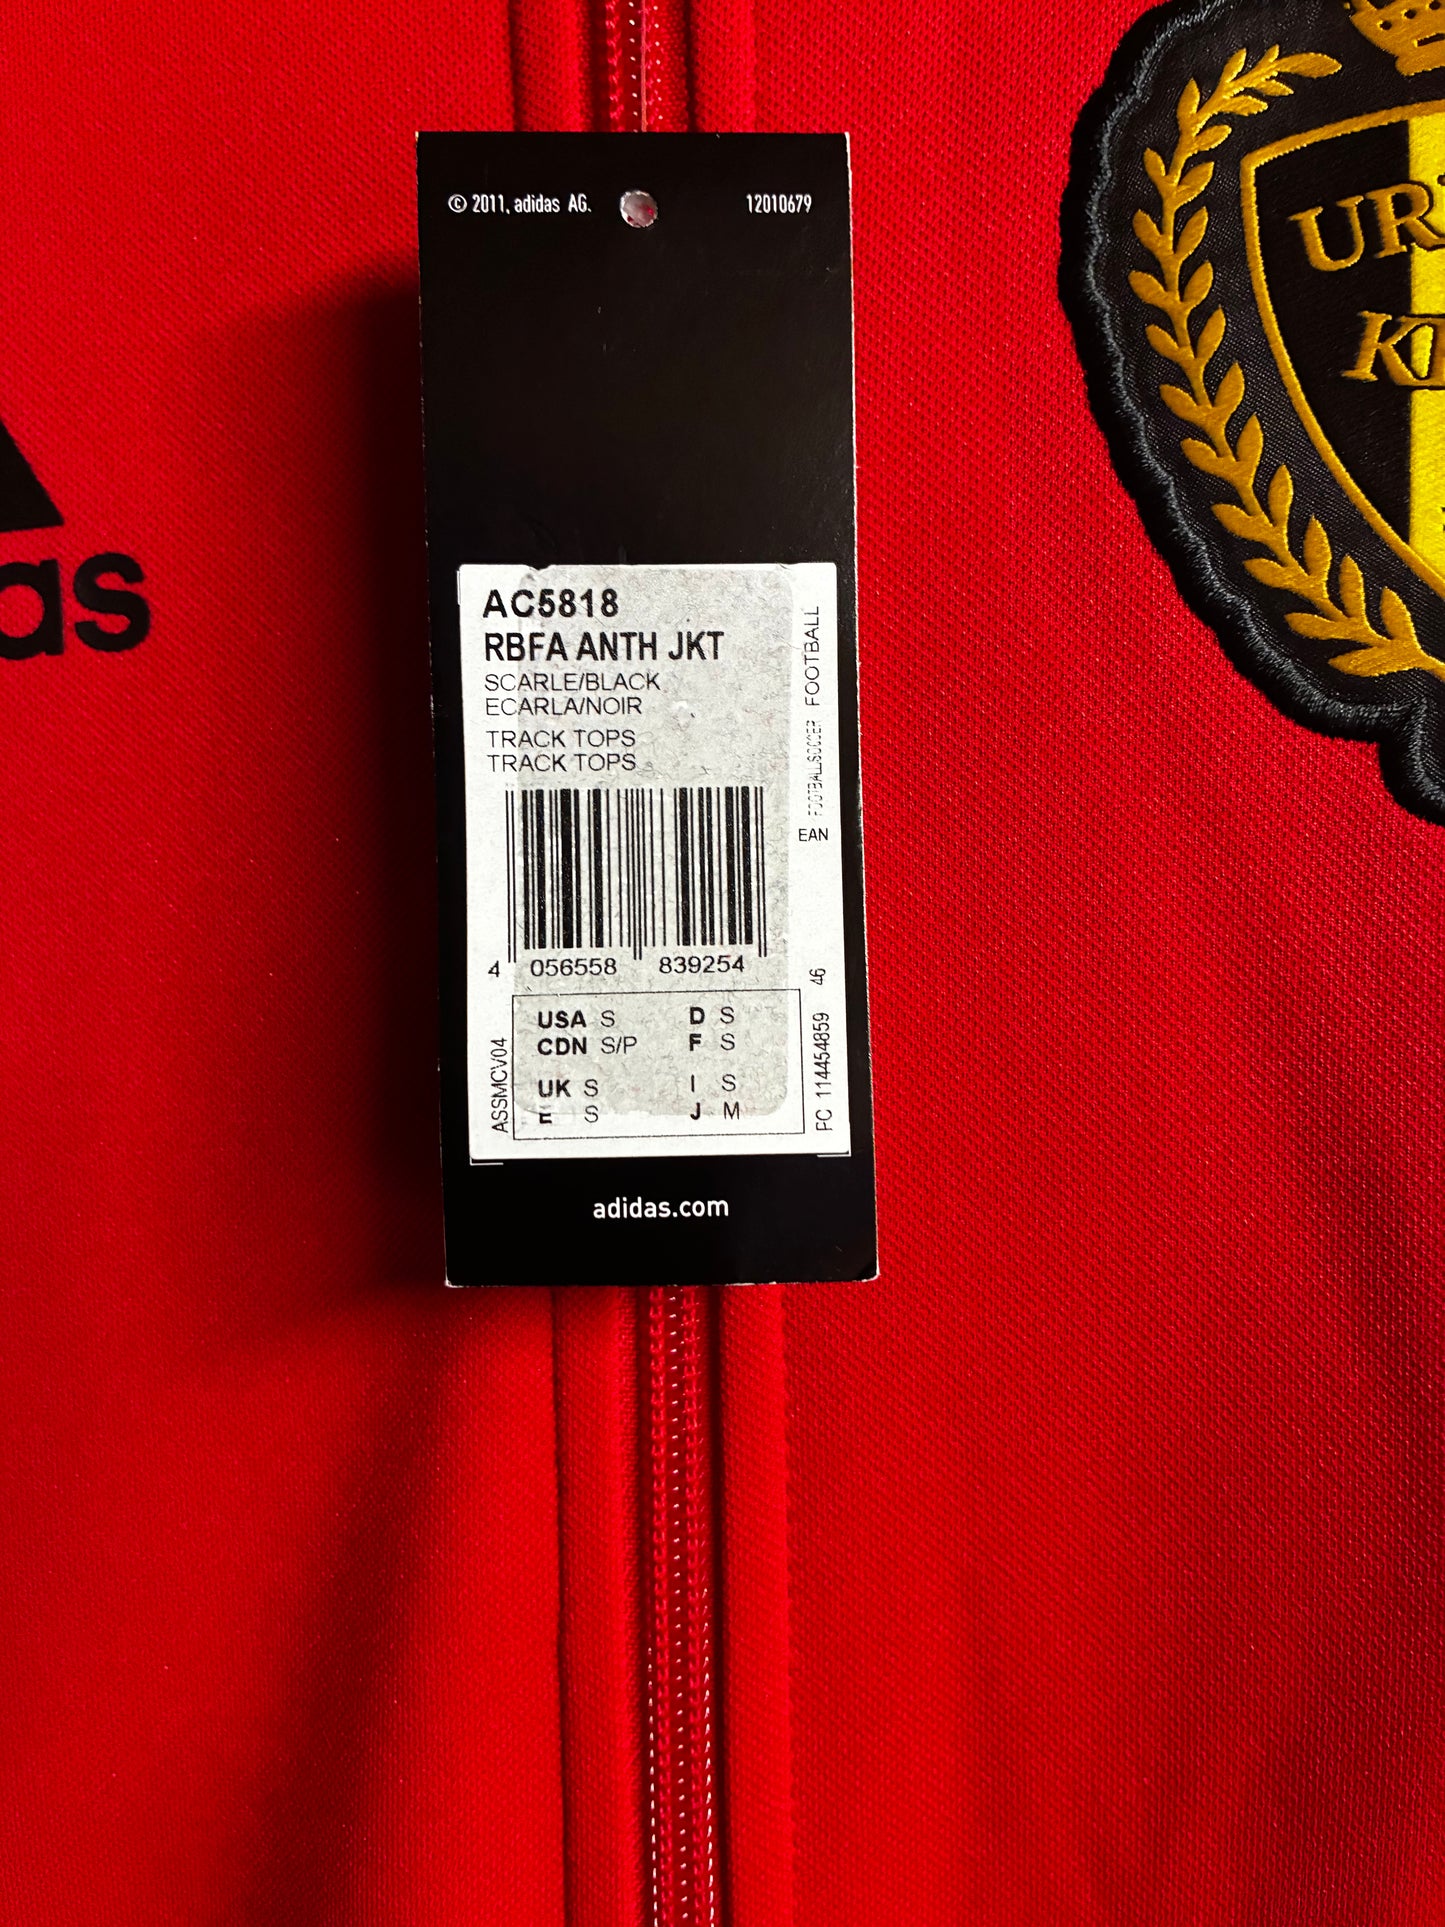 © 2011, adidas AG. 12010679
AC5818
RBFA ANTH JKT
SCARLE/BLACK
ECARLA/NOIR
TRACK TOPS
TRACK TOPS
FOOTBALLSOCCER FOOTBALL
EAN
4 056558 839254
46
USA S D S
CDN S/P F S
UK S I S
E S J M
ASSMCV04
FC 114454859
adidas.com
as
UR
K